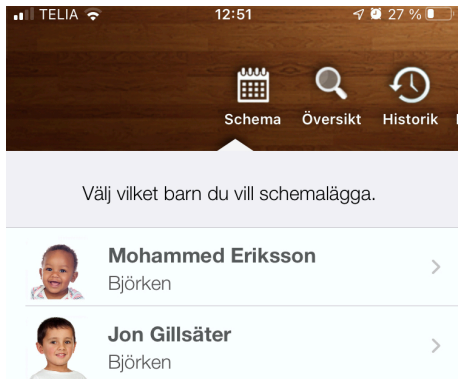 TELIA 12:51 27 %
Schema Översikt Historik
Välj vilket barn du vill schemalägga.
Mohammed Eriksson
Björken
Jon Gillsäter
Björken